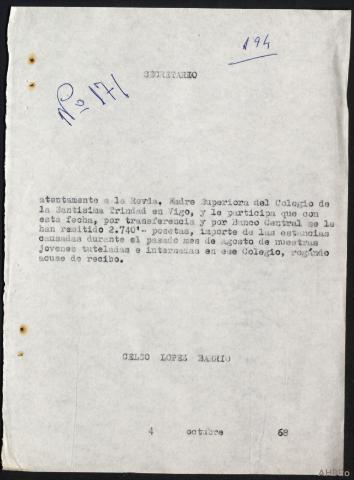 194
Nº 171
SECRETARIO
atentamente a la Revda. Madre Superiora del Colegio de
la Santisima Trindad en Vigo, y le participa que con
esta fecha, por transferencia y por Banco Central se le
han remitido 2.740'- pesetas, importe de las estancias
causadas durante el pasado mes de Agosto de nuestras
jovenes tuteladas e internadas en ese Colegio, rogándo
acuse de recibo.
CELSO LOPEZ BARRIO
4 octubre 68